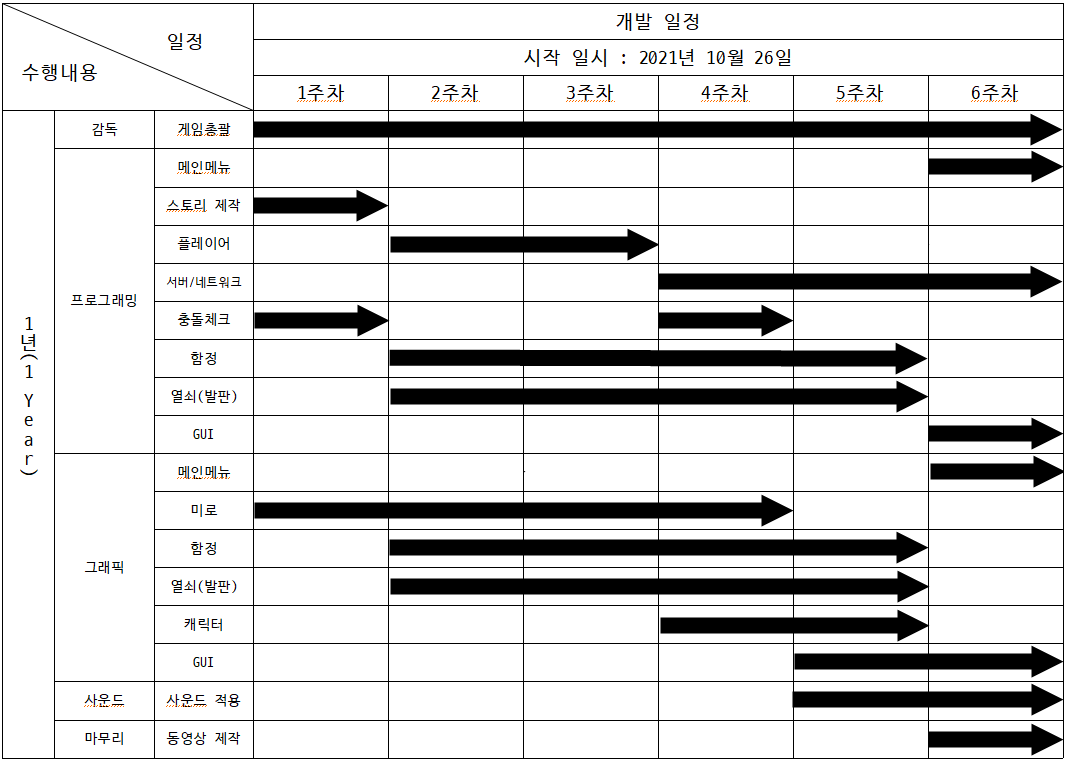 개발 일정
일정
시작 일시 : 2021년 10월 26일
수행내용
1주차 2주차 3주차 4주차 5주차 6주차
1년(1 Year)
감독 게임총괄
프로그래밍
메인메뉴
스토리 제작
플레이어
서버/네트워크
충돌체크
함정
열쇠(발판)
GUI
그래픽
메인메뉴
미로
함정
열쇠(발판)
캐릭터
GUI
사운드 사운드 적용
마무리 동영상 제작